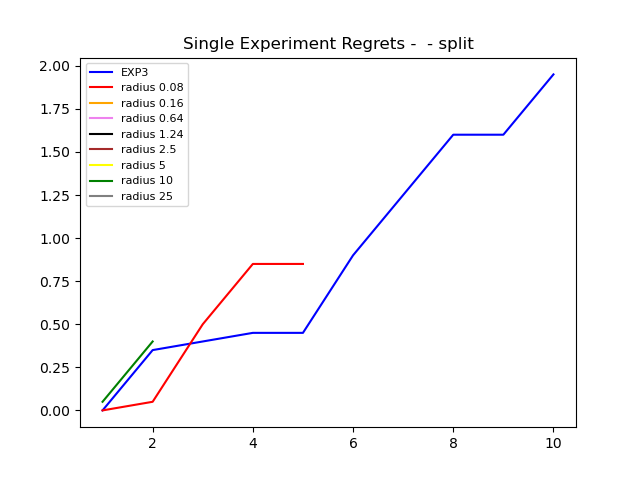 Single Experiment Regrets -  - split
2.00
1.75
1.50
1.25
1.00
0.75
0.50
0.25
0.00
EXP3
radius 0.08
radius 0.16
radius 0.64
radius 1.24
radius 2.5
radius 5
radius 10
radius 25
2 4 6 8 10